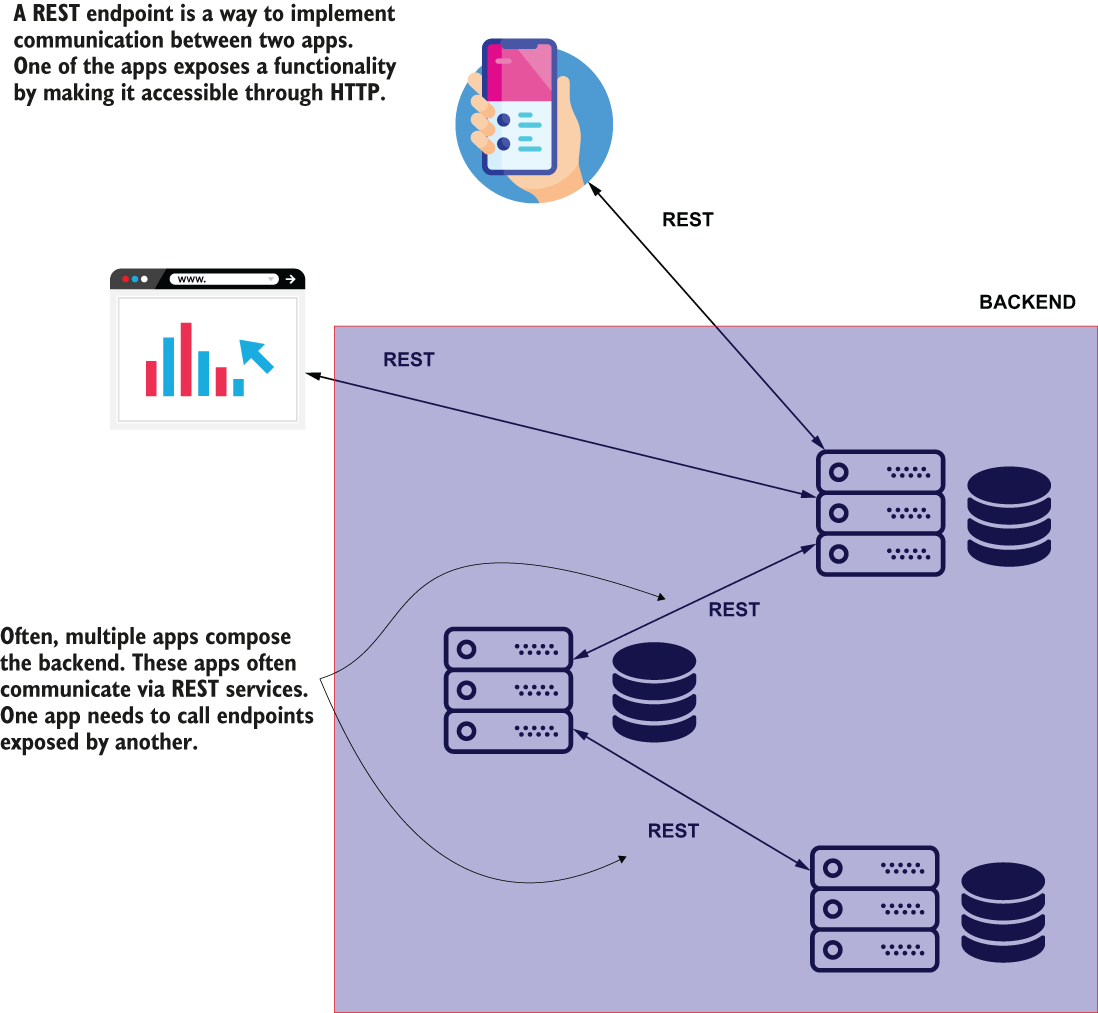 A REST endpoint is a way to implement
communication between two apps.
One of the apps exposes a functionality
by making it accessible through HTTP.
REST
www.
BACKEND
REST
REST
Often, multiple apps compose
the backend. These apps often
communicate via REST services.
One app needs to call endpoints
exposed by another.
REST